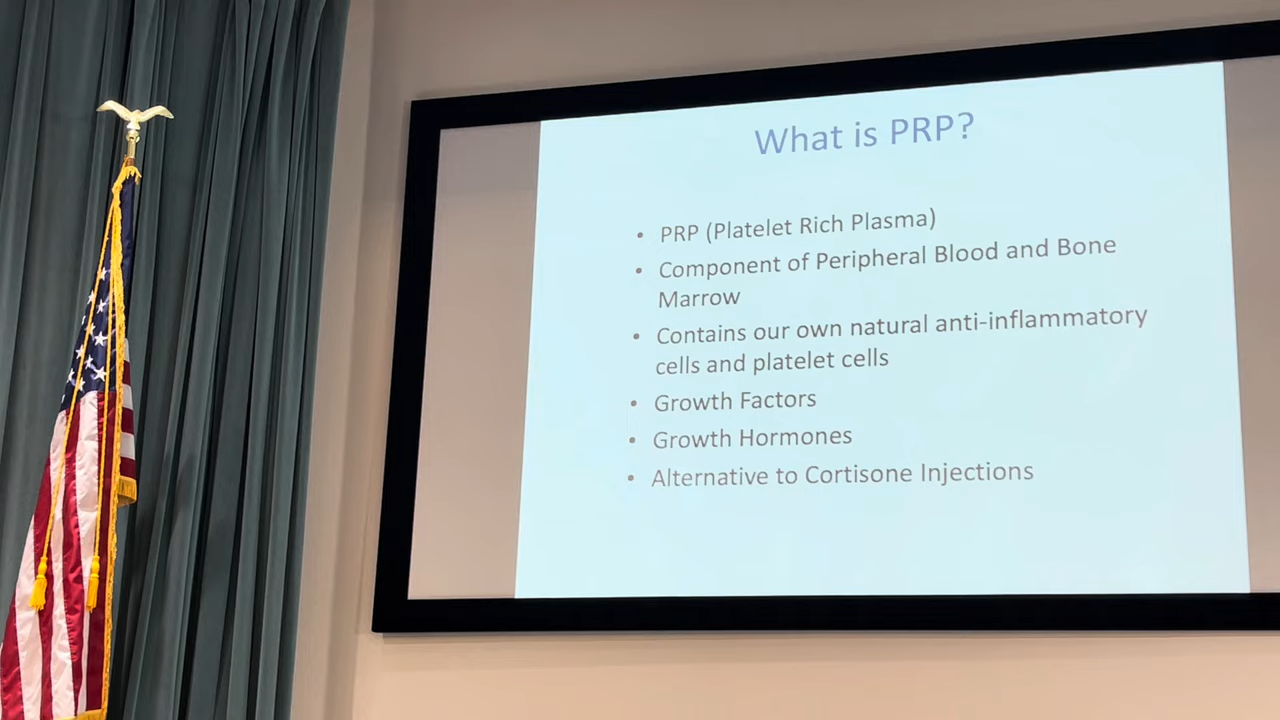 What is PRP?
• PRP (Platelet Rich Plasma)
• Component of Peripheral Blood and Bone
Marrow
• Contains our own natural anti-inflammatory
cells and platelet cells
• Growth Factors
• Growth Hormones
• Alternative to Cortisone Injections